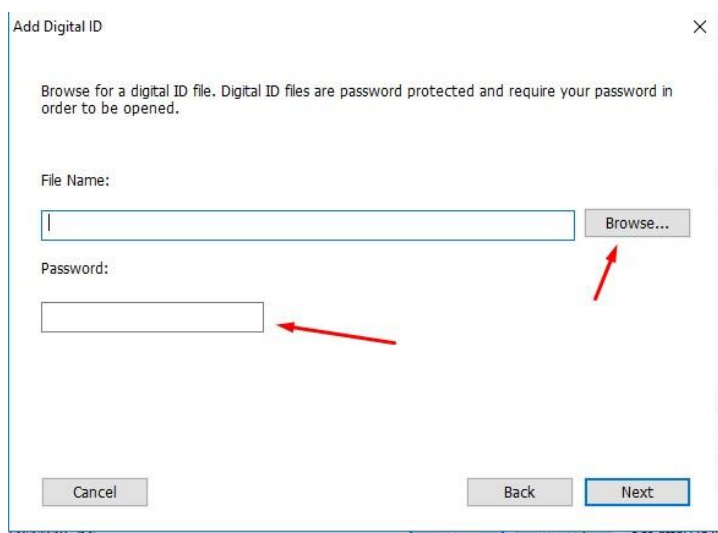 Add Digital ID
Browse for a digital ID file. Digital ID files are password protected and require your password in
order to be opened.
File Name:
Browse...
Password:
Cancel
Back
Next